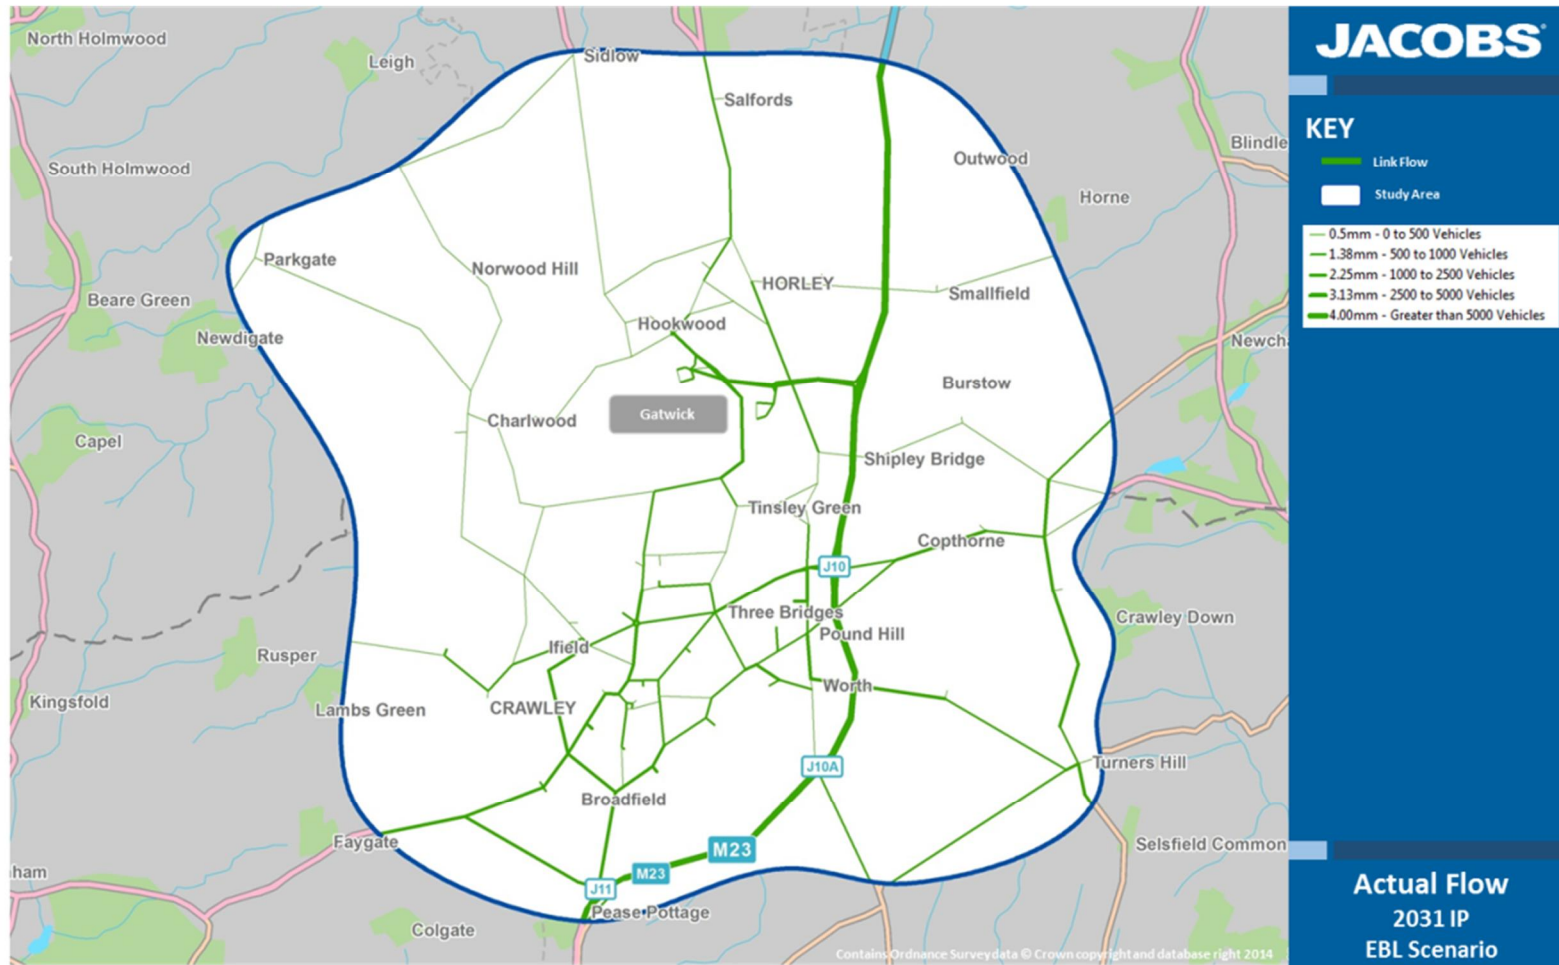 North Holmwood
Leigh
Sidlow
JACOBS
Salfords
KEY
Blindle
Outwood
Link Flow
South Holmwood
Horne
Study Area
0.5mm - 0 to 500 Vehicles
1.38mm - 500 to 1000 Vehicles
2.25mm - 1000 to 2500 Vehicles
3.13mm - 2500 to 5000 Vehicles
4.00mm - Greater than 5000 Vehicles
Parkgate
Norwood Hill
HORLEY
Smallfield
Beare Green
Hookwood
Newdigate
Newcha
Burstow
Gatwick
Charlwood
Capel
Shipley Bridge
Tinsley Green
Copthorne
J10
Three Bridges
Pound Hill
Crawley Down
Ifield
Rusper
Worth
Kingsfold
Lambs Green
CRAWLEY
J10A
Turners Hill
Broadfield
Faygate
M23
Selsfield Common
ham
M23
J11
Pease Pottage
Colgate
Actual Flow
2031 IP
EBL Scenario
Contains Ordnance Survey data © Crown copyright and database right 2014